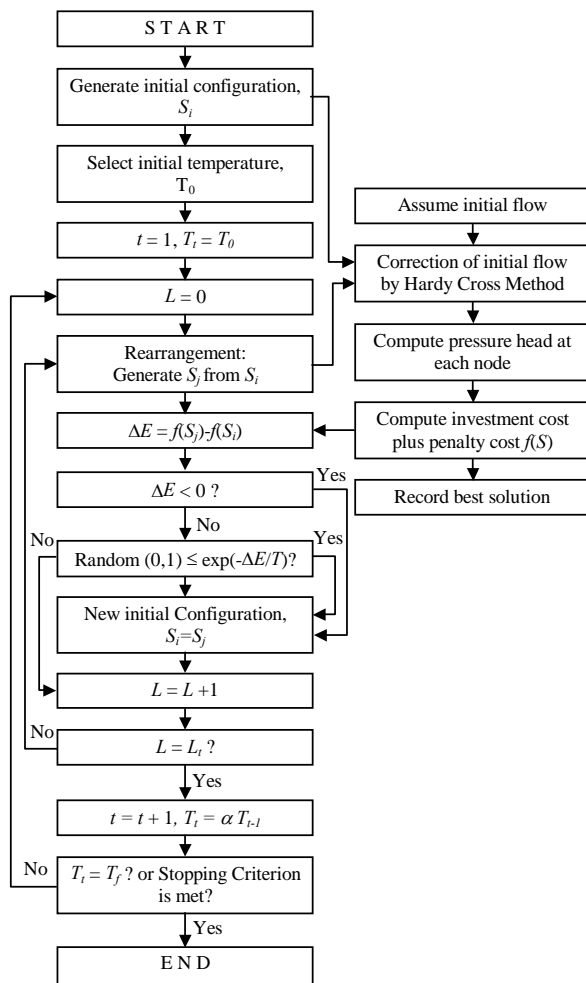 S T A R T
Generate initial configuration,
Si
Select initial temperature,
T0
t = 1, Tt = T0
L = 0
Rearrangement:
Generate Sj from Si
ΔE = f(Sj)-f(Si)
ΔE < 0 ?
Yes
No
No
Random (0,1) ≤ exp(-ΔE/T)?
Yes
New initial Configuration,
Si=Sj
L = L +1
No
L = Lt ?
Yes
t = t + 1, Tt = α Tt-1
No
Tt = Tf ? or Stopping Criterion
is met?
Yes
E N D
Assume initial flow
Correction of initial flow
by Hardy Cross Method
Compute pressure head at
each node
Compute investment cost
plus penalty cost f(S)
Record best solution